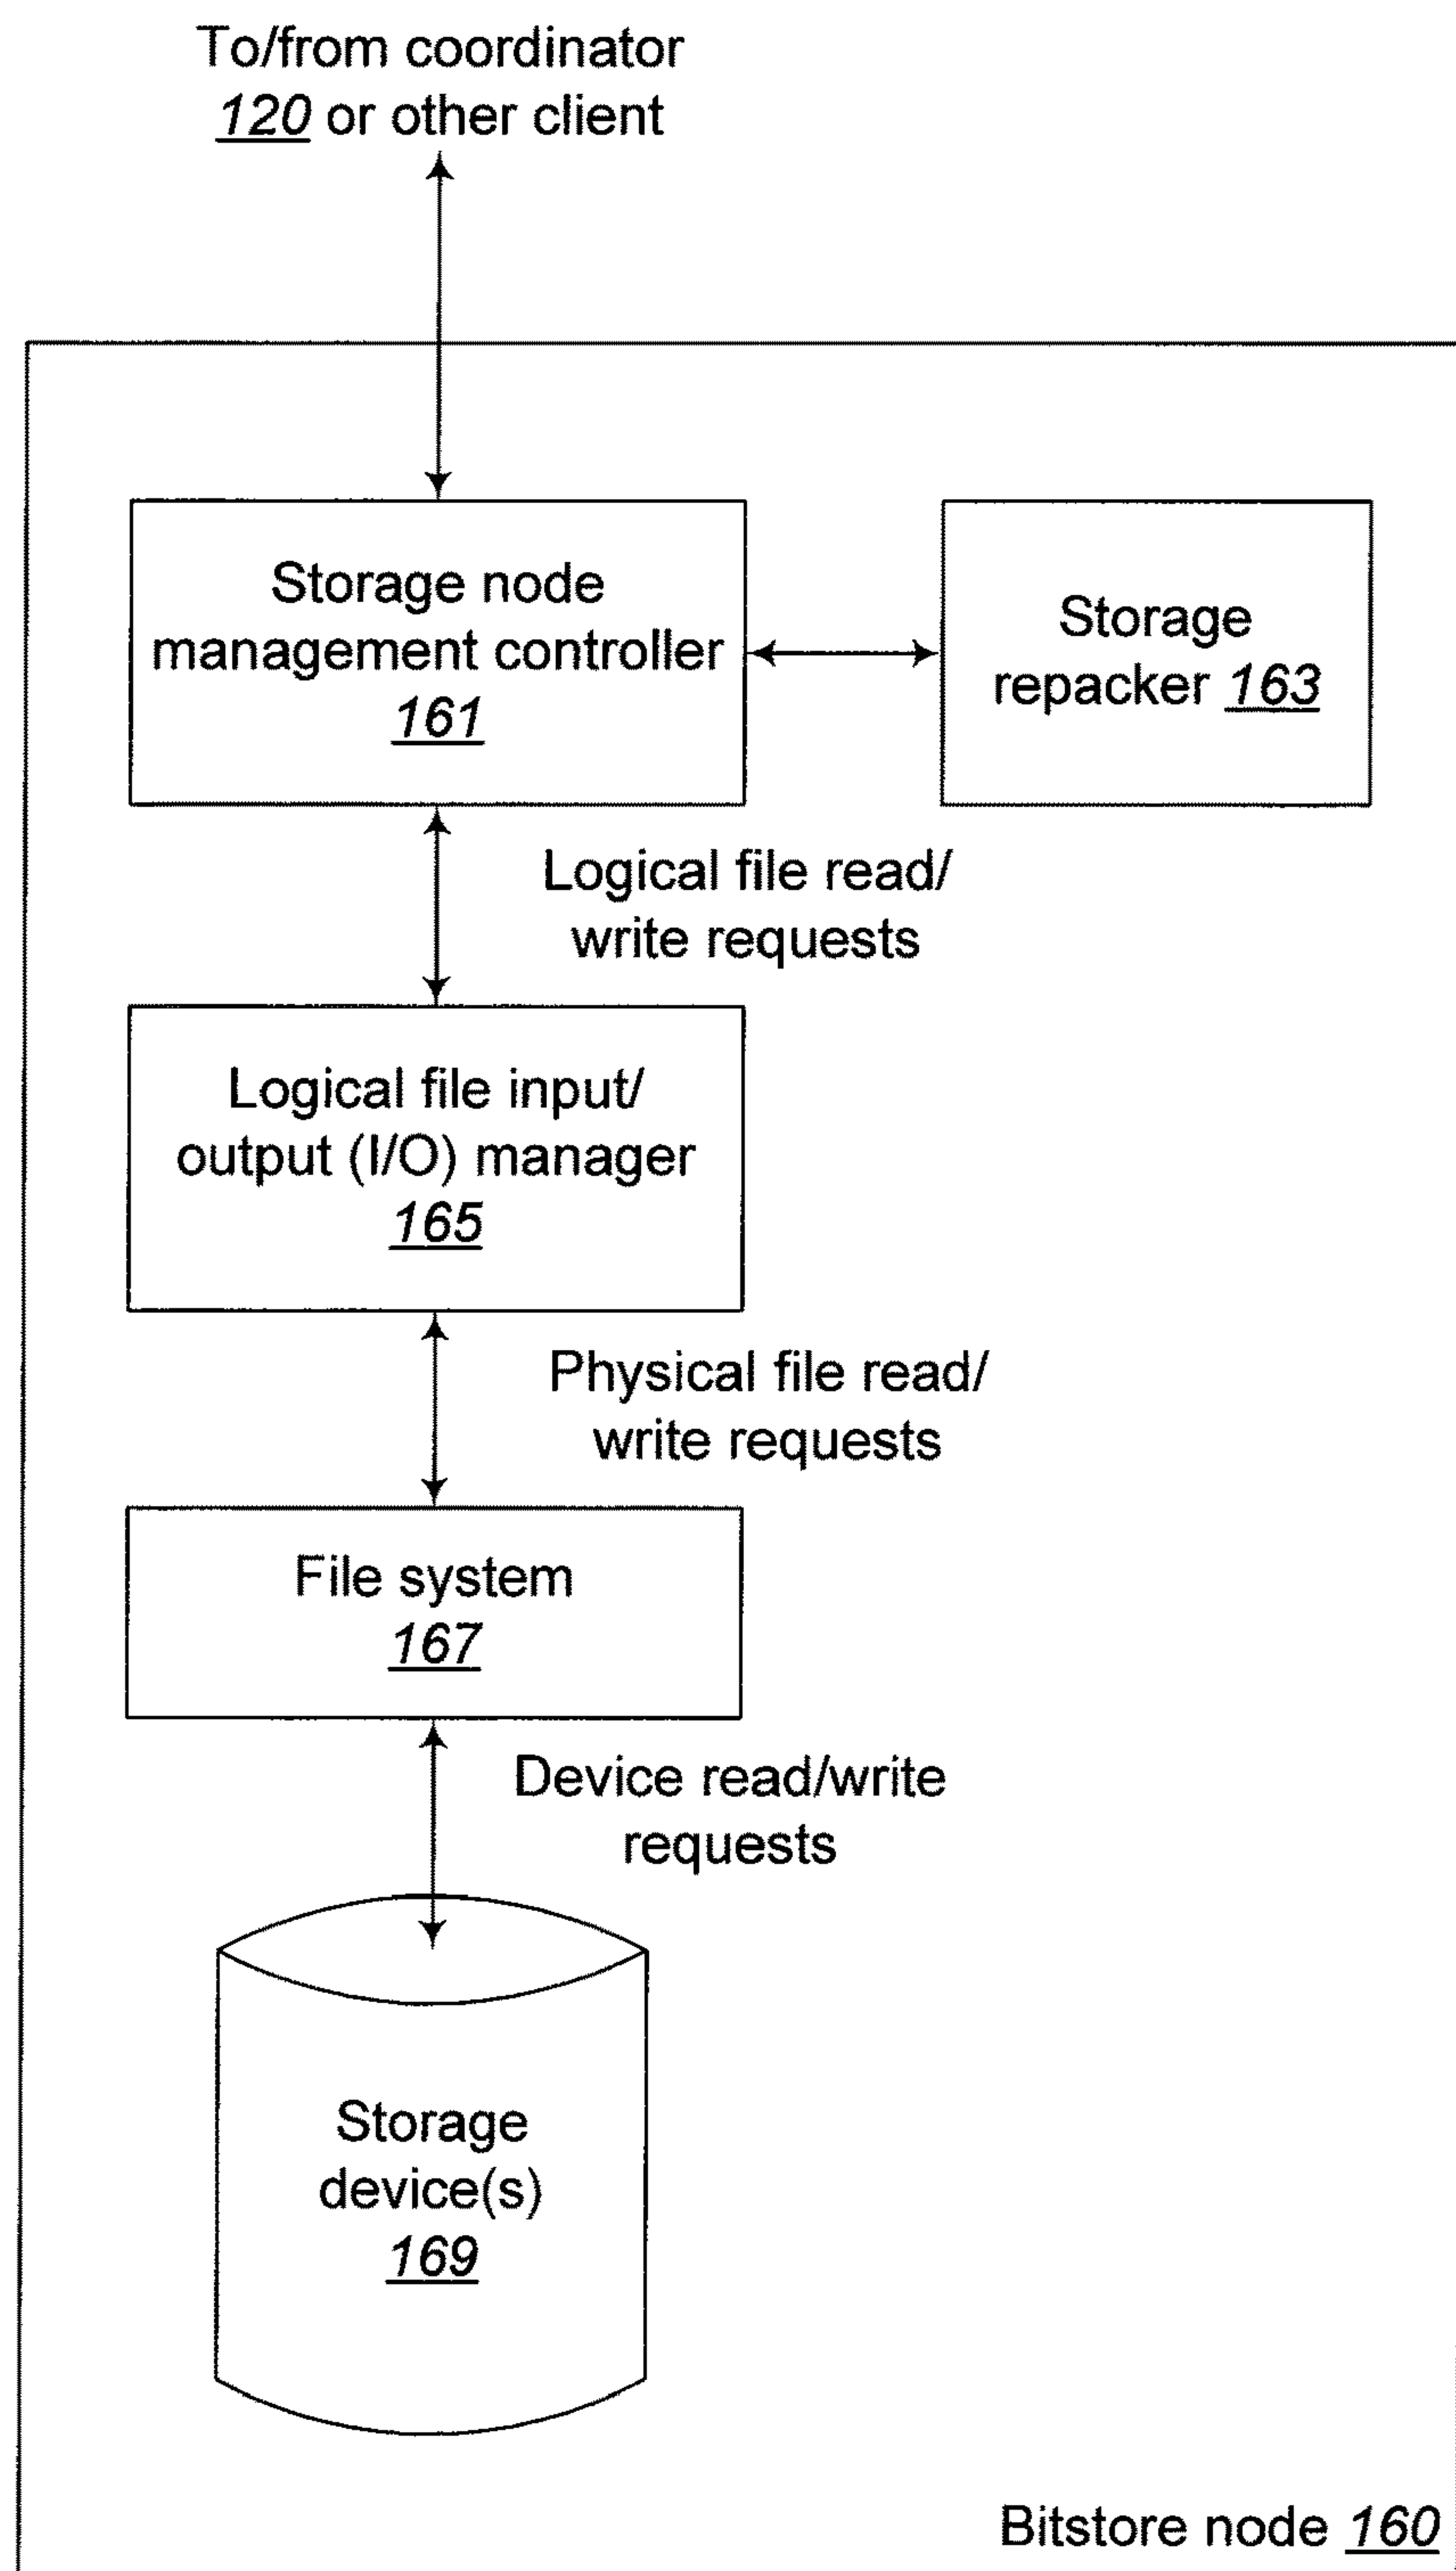 To/from coordinator
120 or other client
Storage node
management controller
161
Storage
repacker 163
Logical file read/
write requests
Logical file input/
output (I/O) manager
165
Physical file read/
write requests
File system
167
Device read/write
requests
Storage
device(s)
169
Bitstore node 160